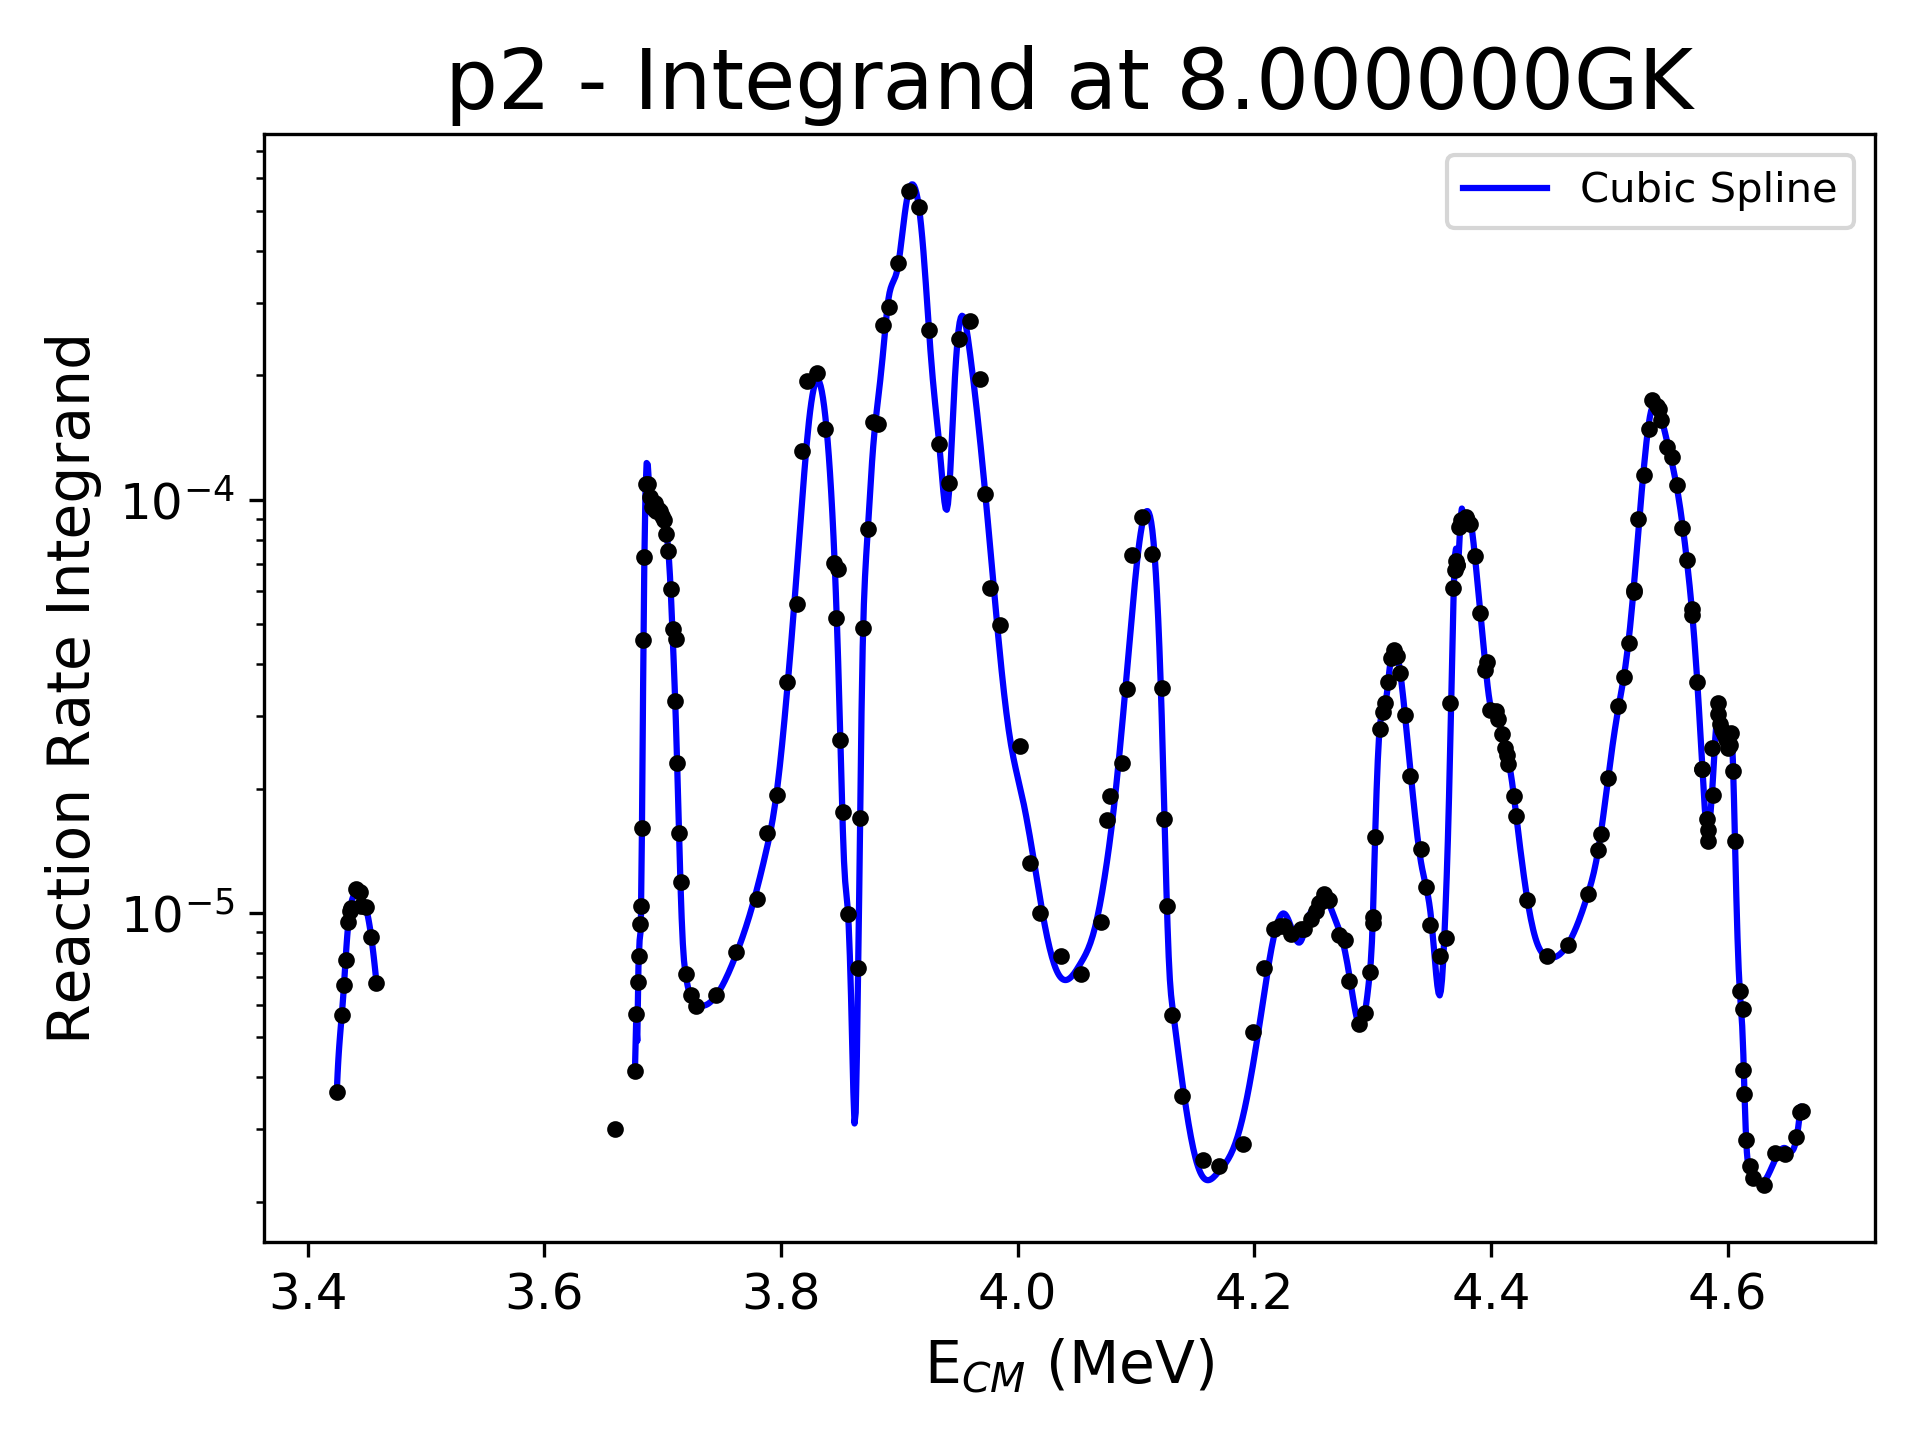 p2 - Integrand at 8.000000GK
Cubic Spline
Reaction Rate Integrand
10⁻⁴
10⁻⁵
3.4 3.6 3.8 4.0 4.2 4.4 4.6
E_CM (MeV)